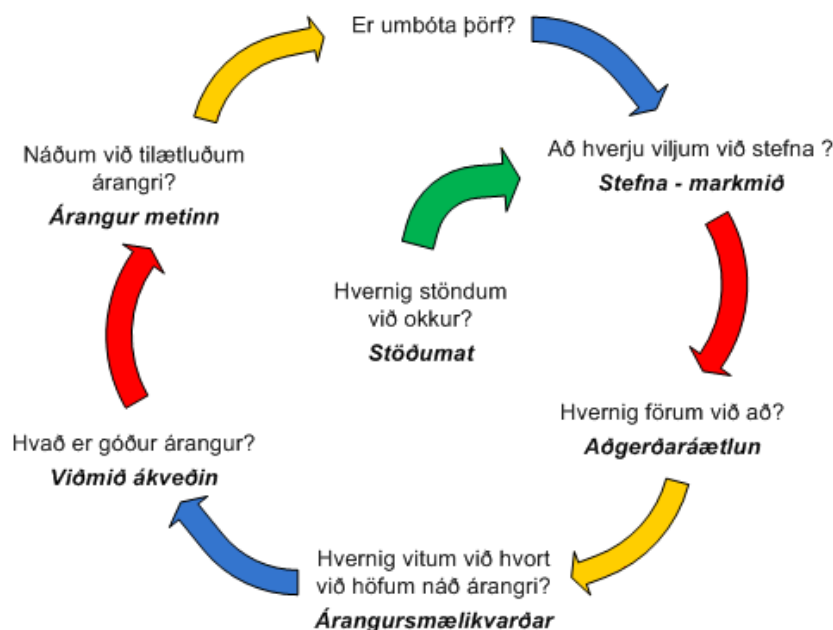 Er umbóta þörf?
Að hverju viljum við stefna ?
Stefna - markmið
Hvernig förum við að?
Aðgerðaráætlun
Hvernig vitum við hvort
við höfum náð árangri?
Árangursmælikvarðar
Hvað er góður árangur?
Viðmið ákveðin
Náðum við tilætluðum
árangri?
Árangur metinn
Hvernig stöndum
við okkur?
Stöðumat